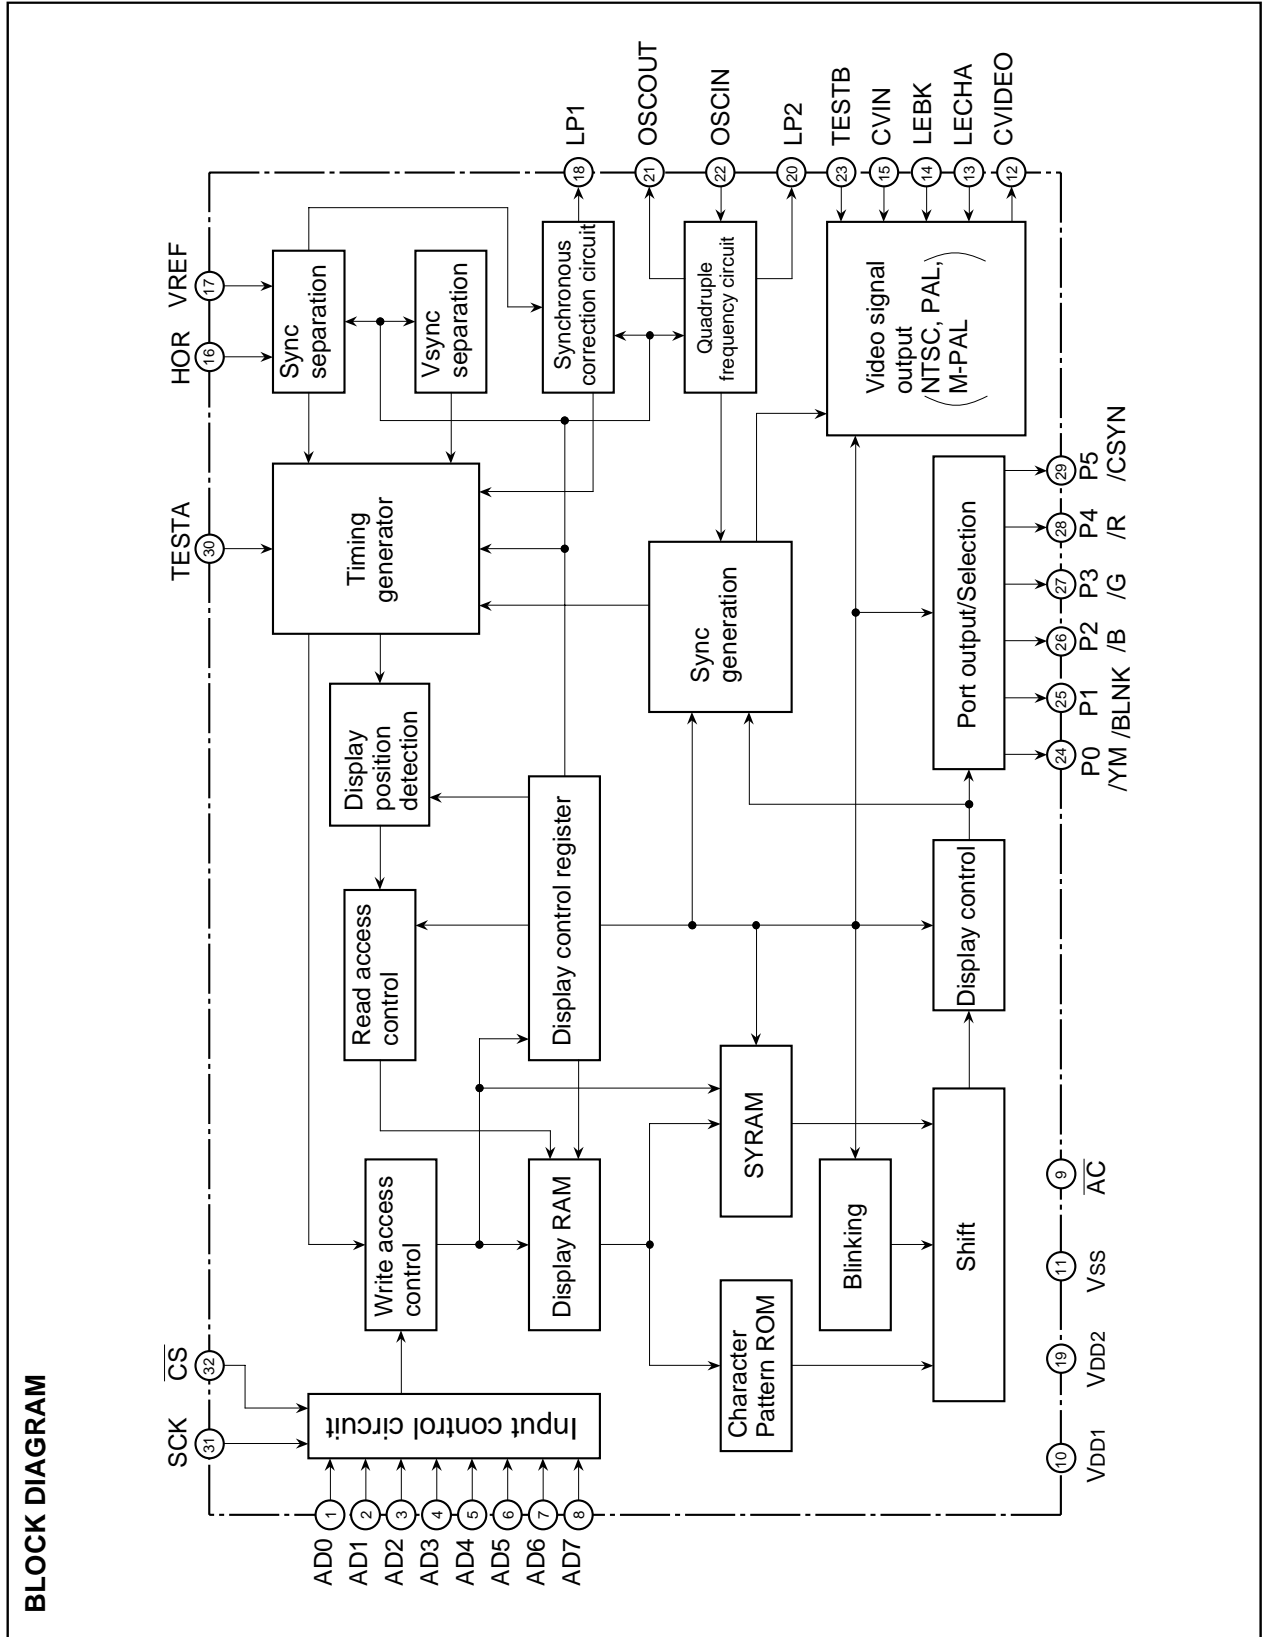 BLOCK DIAGRAM
SCK
31
CS
32
TESTA
30
HOR
16
VREF
17
AD0
1
AD1
2
AD2
3
AD3
4
AD4
5
AD5
6
AD6
7
AD7
8
Input control circuit
Write access
control
Read access
control
Display
position
detection
Timing
generator
Sync
separation
Vsync
separation
Display RAM
Display control register
Synchronous
correction circuit
Character
Pattern ROM
SYRAM
Sync
generation
Quadruple
frequency circuit
Blinking
Video signal
output
NTSC, PAL,
M-PAL
Shift
Display control
Port output/Selection
18
LP1
21
OSCOUT
22
OSCIN
20
LP2
23
TESTB
15
CVIN
14
LEBK
13
LECHA
12
CVIDEO
10
VDD1
19
VDD2
11
VSS
9
AC
24
P0
/YM
25
P1
/BLNK
26
P2
/B
27
P3
/G
28
P4
/R
29
P5
/CSYN